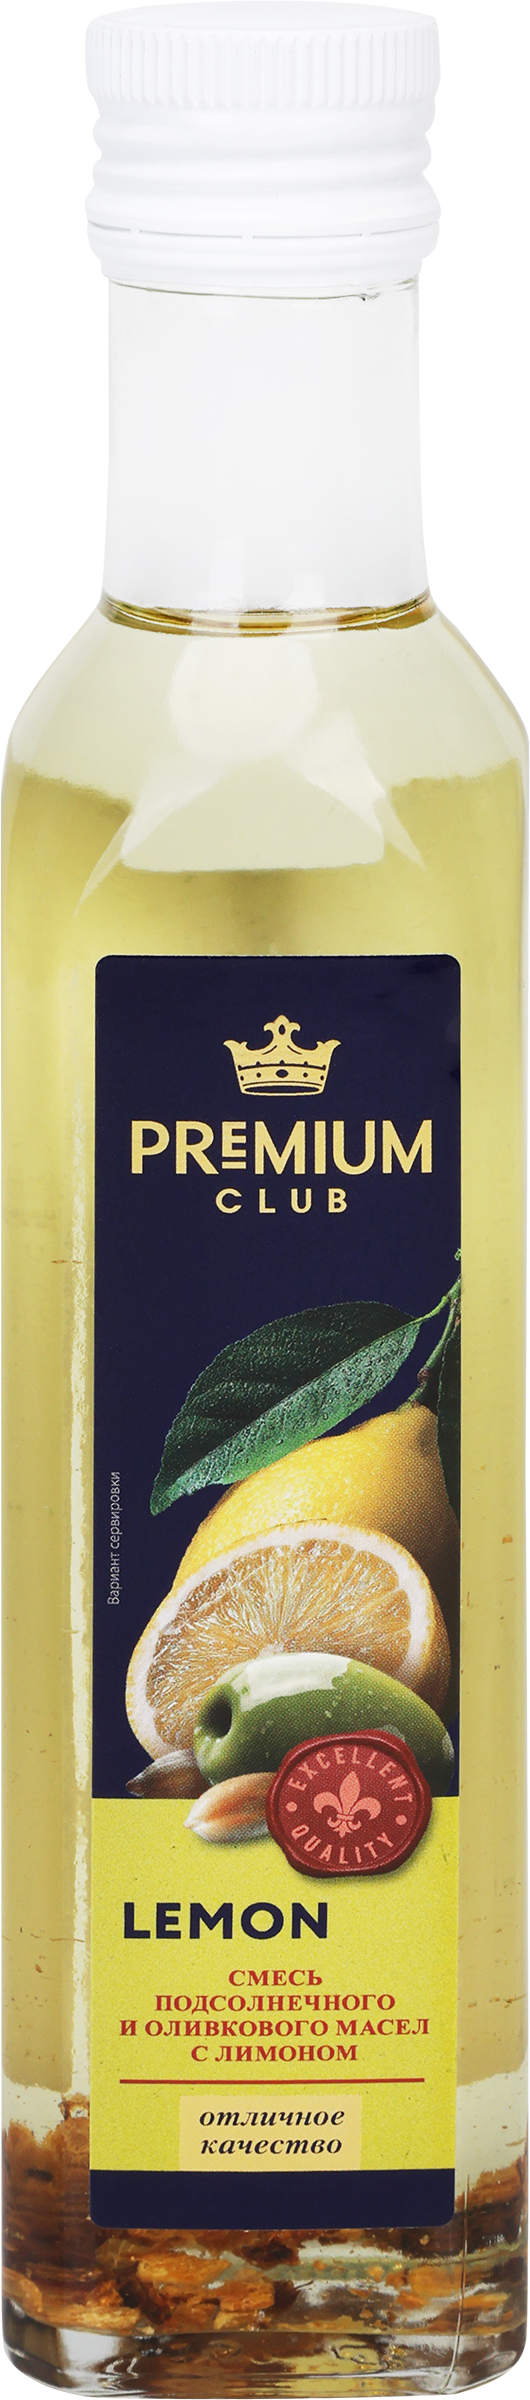 PREMIUM
CLUB
Вариант сервировки
EXCELLENT
QUALITY
LEMON
СМЕСЬ
ПОДСОЛНЕЧНОГО
И ОЛИВКОВОГО МАСЕЛ
С ЛИМОНОМ
отличное
качество